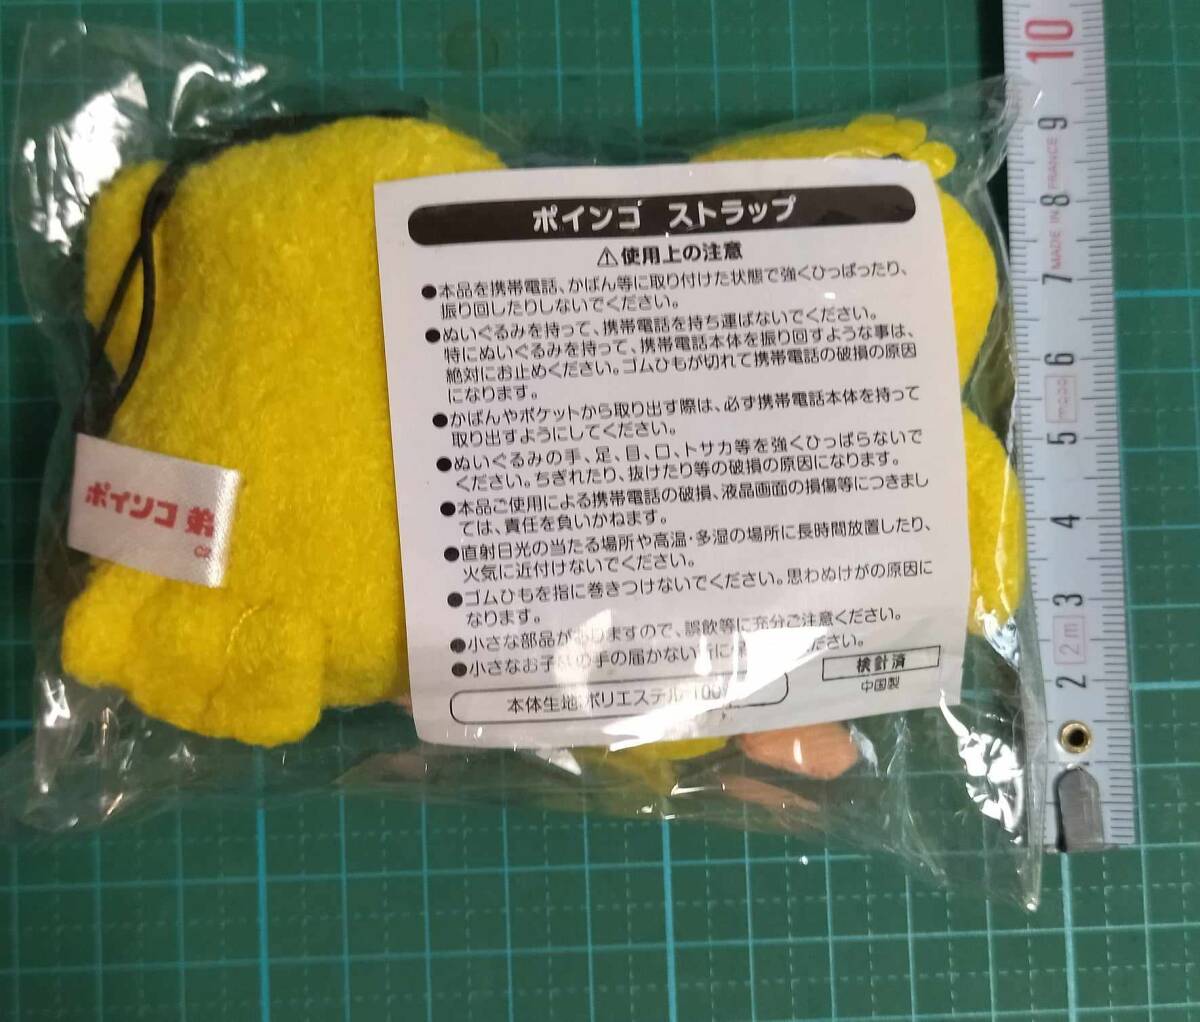 ポインコ ストラップ
⚠使用上の注意
●本品を携帯電話、かばん等に取り付けた状態で強くひっぱったり、
振り回したりしないでください。
●ぬいぐるみを持って、携帯電話を持ち運ばないでください。
特にぬいぐるみを持って、携帯電話本体を振り回すような事は、
絶対にお止めください。ゴムひもが切れて携帯電話の破損の原因
になります。
●かばんやポケットから取り出す際は、必ず携帯電話本体を持って
取り出すようにしてください。
●ぬいぐるみの手、足、目、口、トサカ等を強くひっぱらないで
ください。ちぎれたり、抜けたり等の破損の原因になります。
●本品ご使用による携帯電話の破損、液晶画面の損傷等につきまし
ては、責任を負いかねます。
●直射日光の当たる場所や高温・多湿の場所に長時間放置したり、
火気に近付けないでください。
●ゴムひもを指に巻きつけないでください。思わぬけがの原因に
なります。
●小さな部品がありますので、誤飲等に充分ご注意ください。
●小さなお子 の手の届かない に ださい。
本体生地:ポリエステル 100
検針済
中国製
ポインコ 弟
10
9
8
7
6
5
4
3
2
MADE IN FRANCE
2m